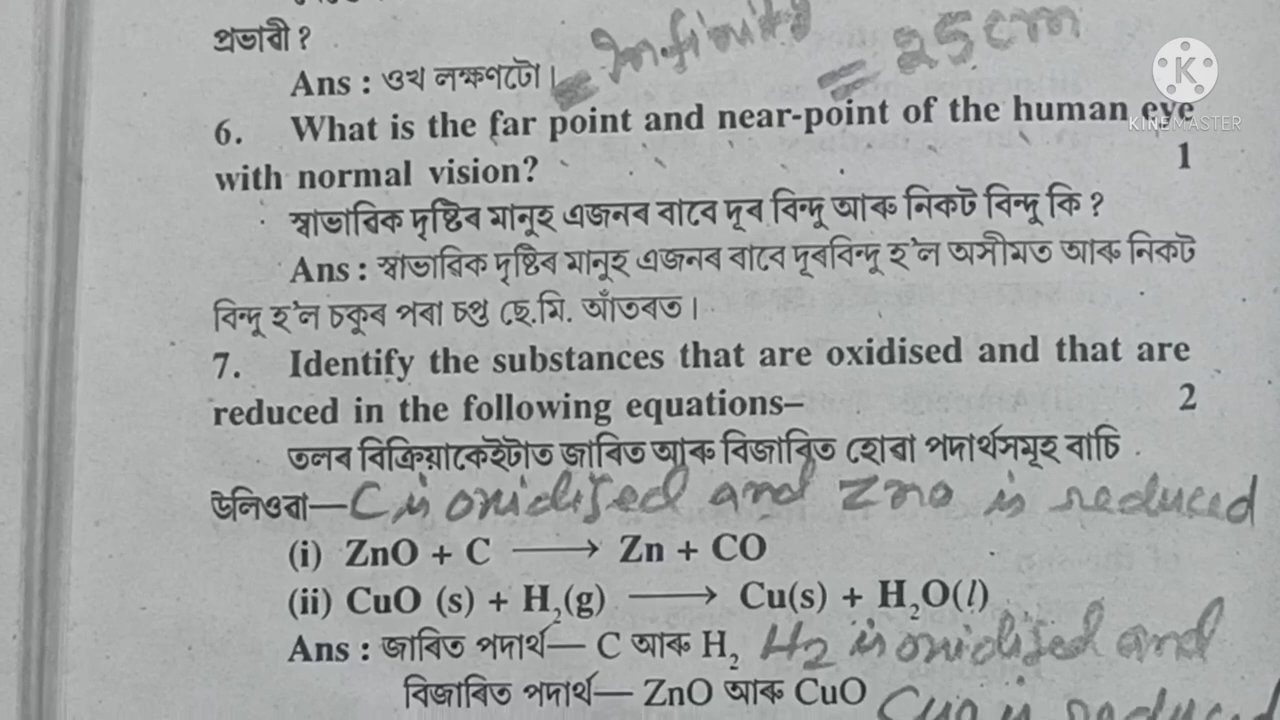 প্ৰভাৱী ?
Infinity = 25 cm
Ans : ওখ লক্ষণটো। =
KINEMASTER
6. What is the far point and near-point of the human eye
with normal vision? 1
স্বাভাৱিক দৃষ্টিৰ মানুহ এজনৰ বাবে দূৰ বিন্দু আৰু নিকট বিন্দু কি ?
Ans : স্বাভাৱিক দৃষ্টিৰ মানুহ এজনৰ বাবে দূৰবিন্দু হ'ল অসীমত আৰু নিকট
বিন্দু হ'ল চকুৰ পৰা ২৫ ছে.মি. আঁতৰত।
7. Identify the substances that are oxidised and that are
reduced in the following equations– 2
তলৰ বিক্ৰিয়াকেইটাত জাৰিত আৰু বিজাৰিত হোৱা পদাৰ্থসমূহ বাচি
উলিওৱা— C is oxidised and ZnO is reduced
(i) ZnO + C ⟶ Zn + CO
(ii) CuO (s) + H₂(g) ⟶ Cu(s) + H₂O(l)
Ans : জাৰিত পদাৰ্থ— C আৰু H₂ H2 is oxidised and
বিজাৰিত পদাৰ্থ— ZnO আৰু CuO CuO is reduced